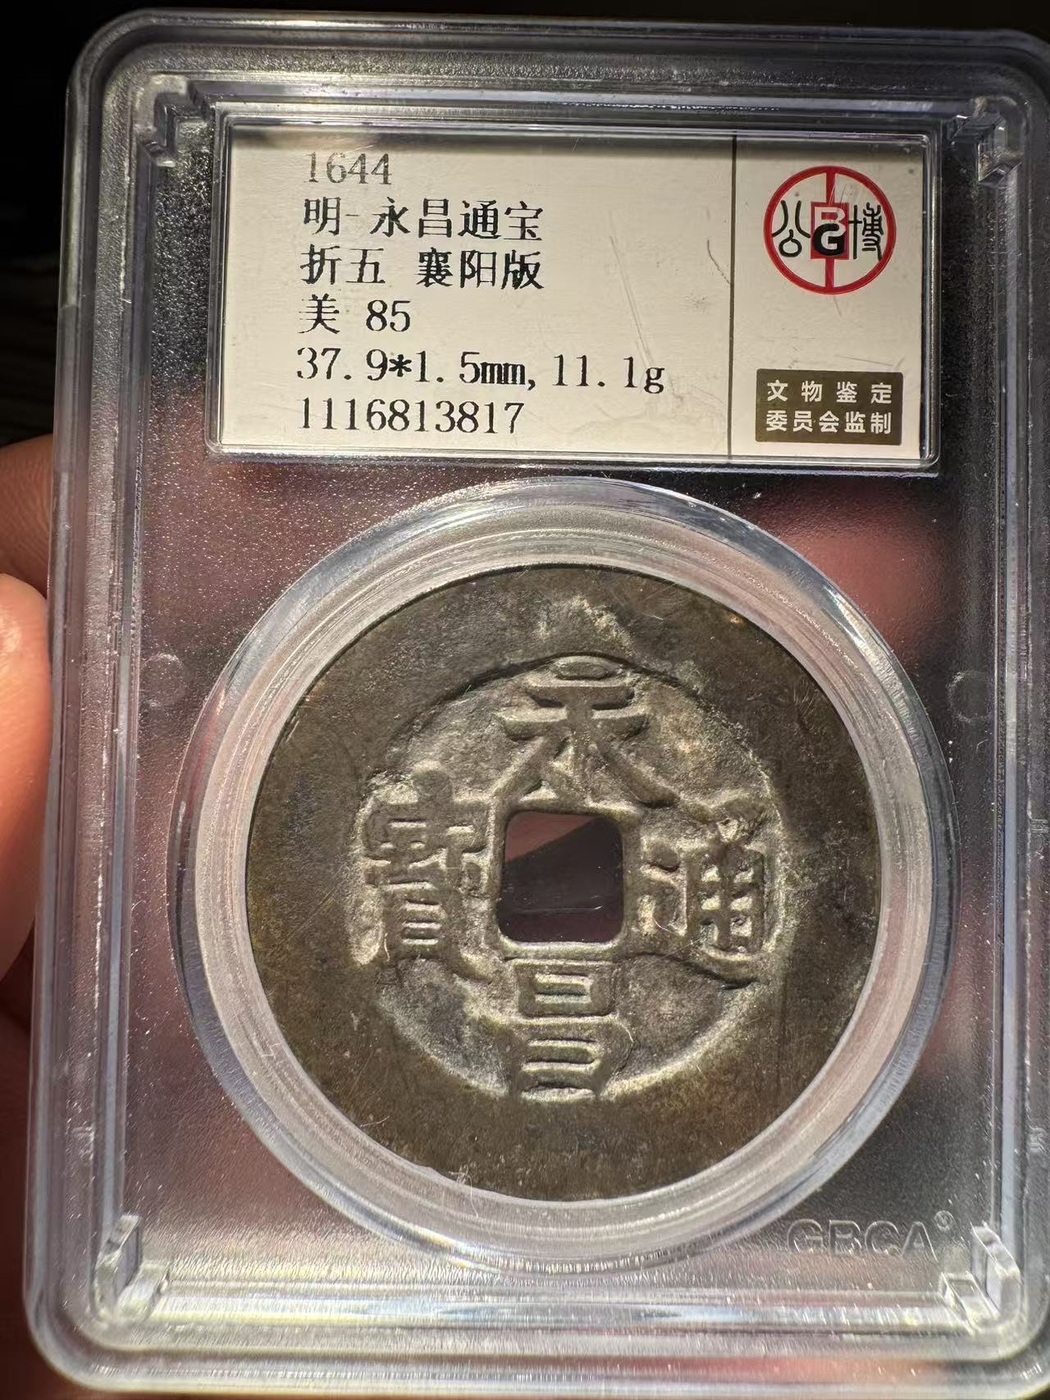 1644
明-永昌通宝
折五 襄阳版
美 85
37.9*1.5mm,11.1g
1116813817
公 博
BG
文物鉴定
委员会监制
永
寶 通
昌
GBCA®